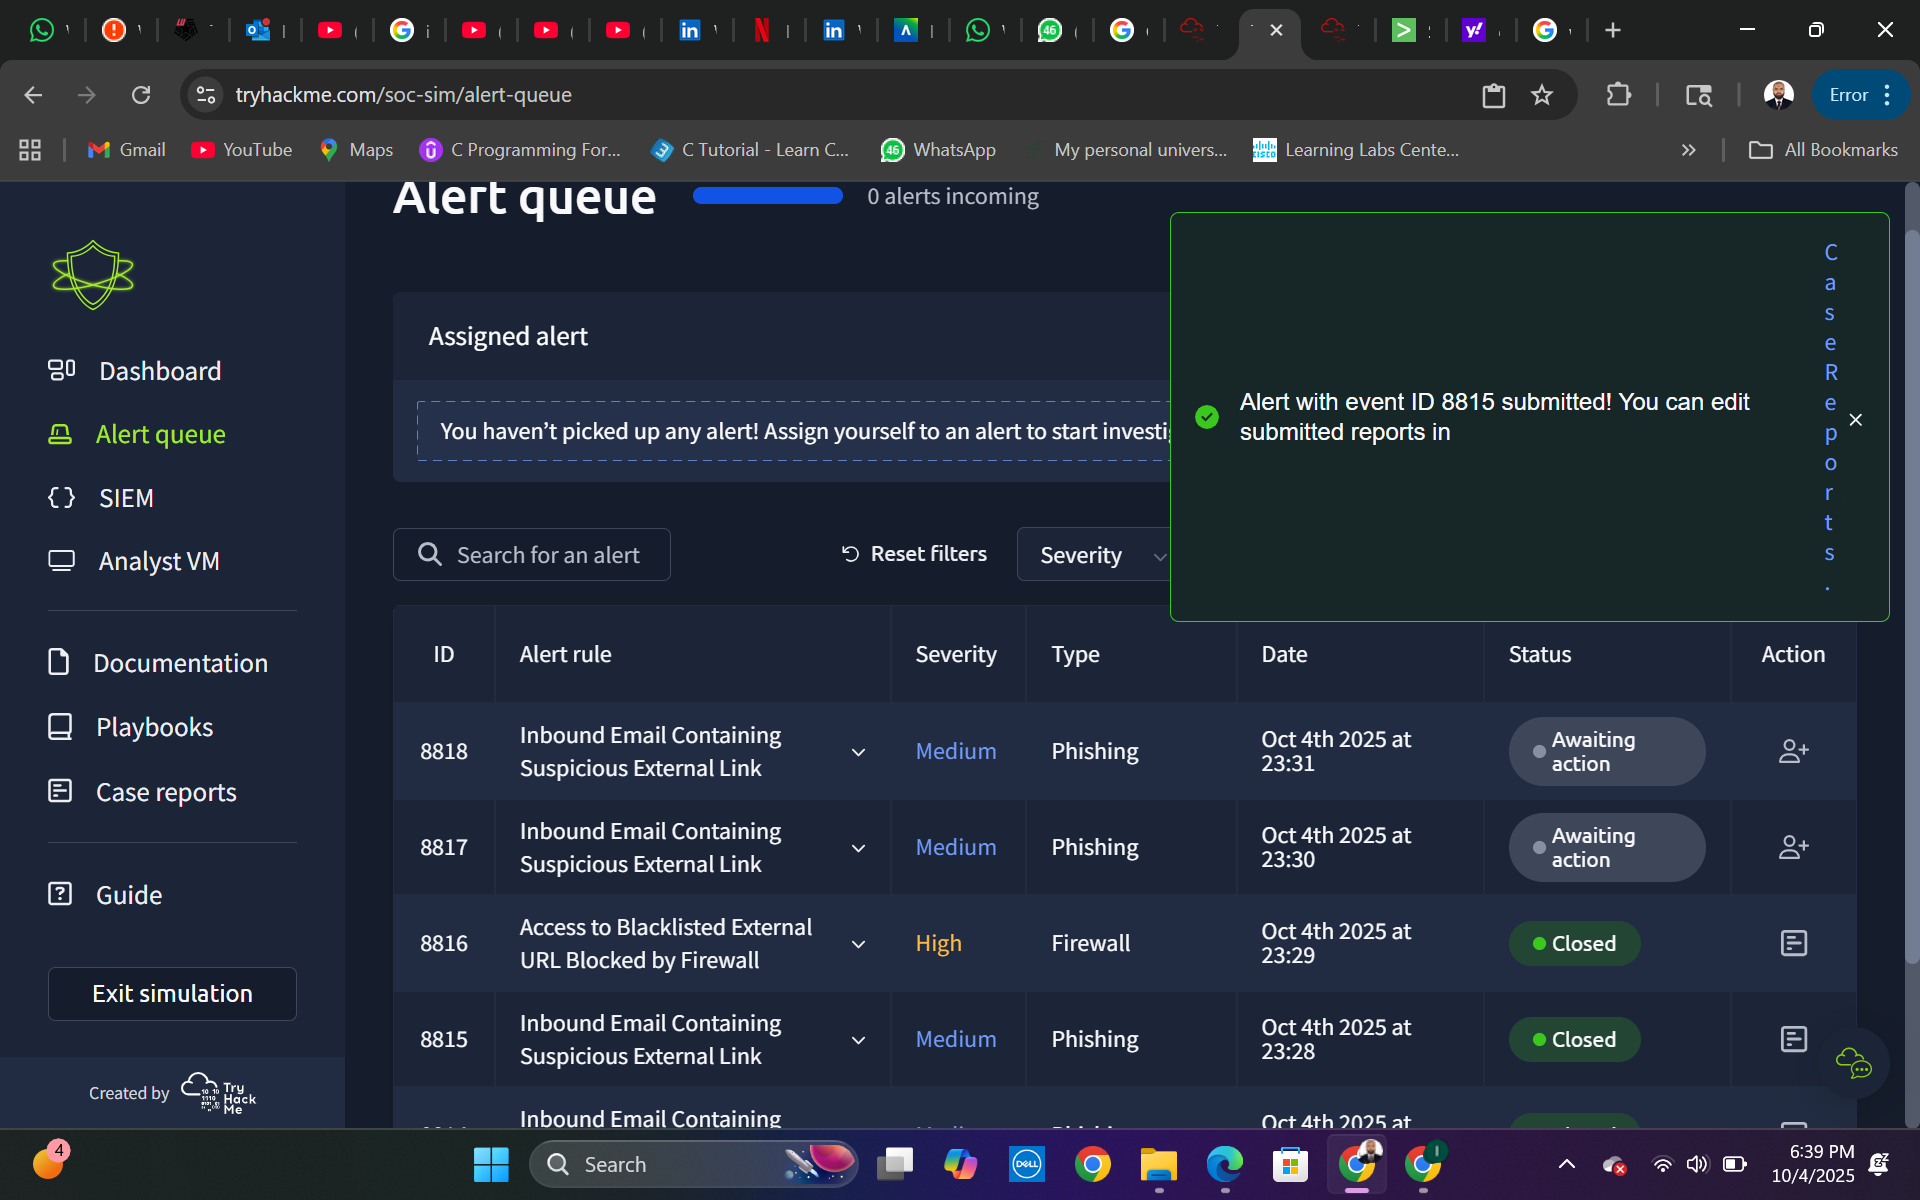 tryhackme.com/soc-sim/alert-queue
Error
Gmail
YouTube
Maps
C Programming For...
C Tutorial - Learn C...
46
WhatsApp
My personal univers...
Learning Labs Cente...
All Bookmarks
Alert queue
0 alerts incoming
Alert with event ID 8815 submitted! You can edit
submitted reports in
Case Reports.
Dashboard
Alert queue
SIEM
Analyst VM
Documentation
Playbooks
Case reports
Guide
Exit simulation
Created by
Try
Hack
Me
Assigned alert
You haven’t picked up any alert! Assign yourself to an alert to start investi
Search for an alert
Reset filters
Severity
ID Alert rule Severity Type Date Status Action
8818 Inbound Email Containing Medium Phishing Oct 4th 2025 at Awaiting
Suspicious External Link 23:31 action
8817 Inbound Email Containing Medium Phishing Oct 4th 2025 at Awaiting
Suspicious External Link 23:30 action
8816 Access to Blacklisted External High Firewall Oct 4th 2025 at Closed
URL Blocked by Firewall 23:29
8815 Inbound Email Containing Medium Phishing Oct 4th 2025 at Closed
Suspicious External Link 23:28
Inbound Email Containing Oct 4th 2025 at
4
Search
DELL
6:39 PM
10/4/2025